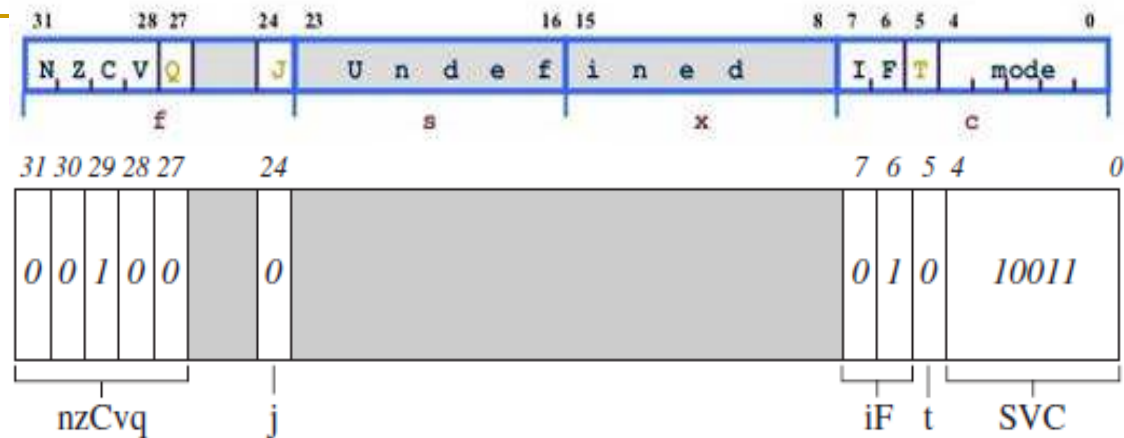 31 28 27 24 23 16 15 8 7 6 5 4 0
N Z C V Q J U n d e f i n e d I F T mode
f s x c
31 30 29 28 27 24 7 6 5 4 0
0 0 1 0 0 0 0 1 0 10011
nzCvq j iF t SVC